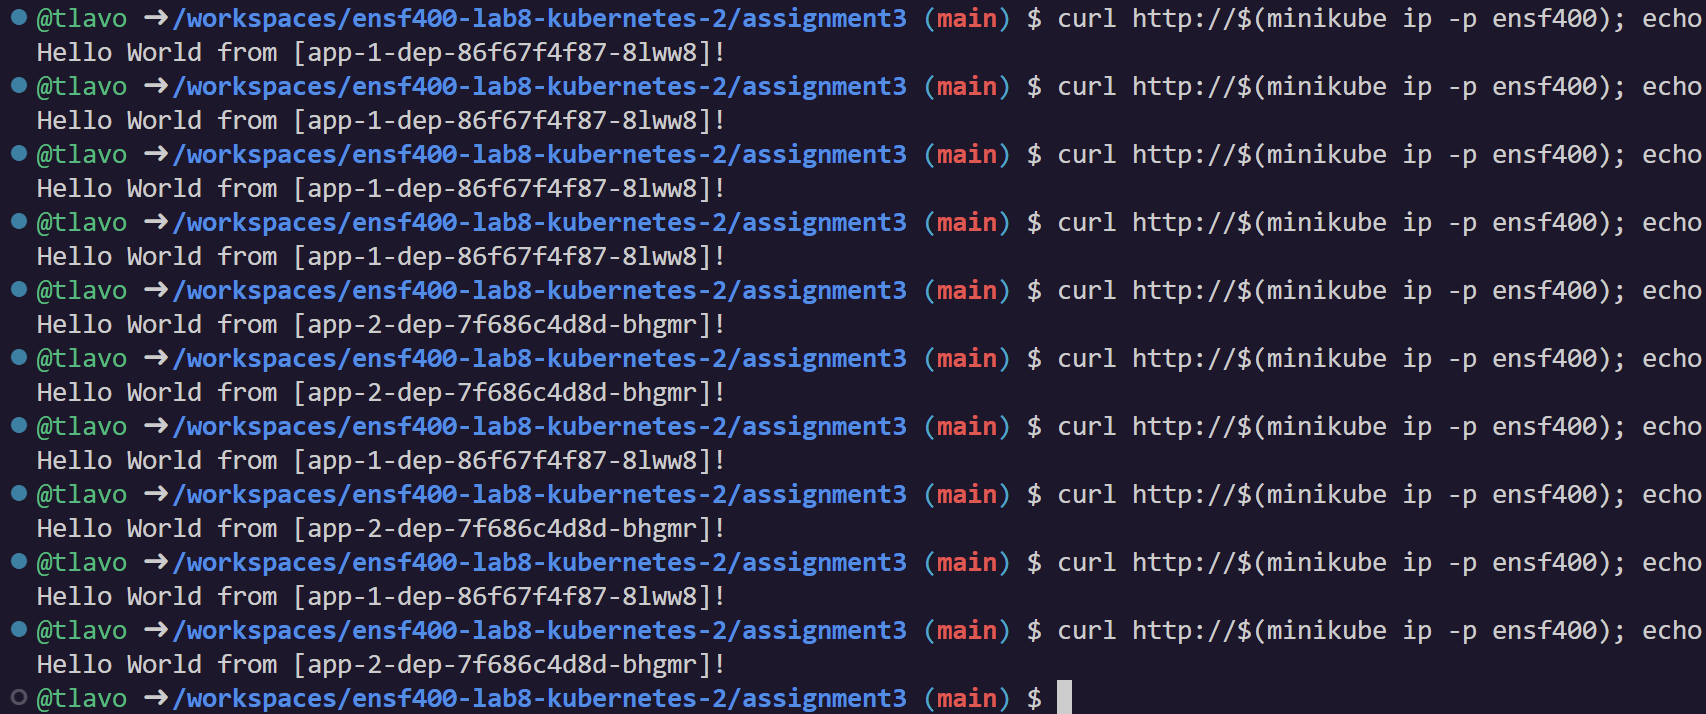 @tlavo ➜/workspaces/ensf400-lab8-kubernetes-2/assignment3 (main) $ curl http://$(minikube ip -p ensf400); echo
Hello World from [app-1-dep-86f67f4f87-8lww8]!
@tlavo ➜/workspaces/ensf400-lab8-kubernetes-2/assignment3 (main) $ curl http://$(minikube ip -p ensf400); echo
Hello World from [app-1-dep-86f67f4f87-8lww8]!
@tlavo ➜/workspaces/ensf400-lab8-kubernetes-2/assignment3 (main) $ curl http://$(minikube ip -p ensf400); echo
Hello World from [app-1-dep-86f67f4f87-8lww8]!
@tlavo ➜/workspaces/ensf400-lab8-kubernetes-2/assignment3 (main) $ curl http://$(minikube ip -p ensf400); echo
Hello World from [app-1-dep-86f67f4f87-8lww8]!
@tlavo ➜/workspaces/ensf400-lab8-kubernetes-2/assignment3 (main) $ curl http://$(minikube ip -p ensf400); echo
Hello World from [app-2-dep-7f686c4d8d-bhgmr]!
@tlavo ➜/workspaces/ensf400-lab8-kubernetes-2/assignment3 (main) $ curl http://$(minikube ip -p ensf400); echo
Hello World from [app-2-dep-7f686c4d8d-bhgmr]!
@tlavo ➜/workspaces/ensf400-lab8-kubernetes-2/assignment3 (main) $ curl http://$(minikube ip -p ensf400); echo
Hello World from [app-1-dep-86f67f4f87-8lww8]!
@tlavo ➜/workspaces/ensf400-lab8-kubernetes-2/assignment3 (main) $ curl http://$(minikube ip -p ensf400); echo
Hello World from [app-2-dep-7f686c4d8d-bhgmr]!
@tlavo ➜/workspaces/ensf400-lab8-kubernetes-2/assignment3 (main) $ curl http://$(minikube ip -p ensf400); echo
Hello World from [app-1-dep-86f67f4f87-8lww8]!
@tlavo ➜/workspaces/ensf400-lab8-kubernetes-2/assignment3 (main) $ curl http://$(minikube ip -p ensf400); echo
Hello World from [app-2-dep-7f686c4d8d-bhgmr]!
@tlavo ➜/workspaces/ensf400-lab8-kubernetes-2/assignment3 (main) $